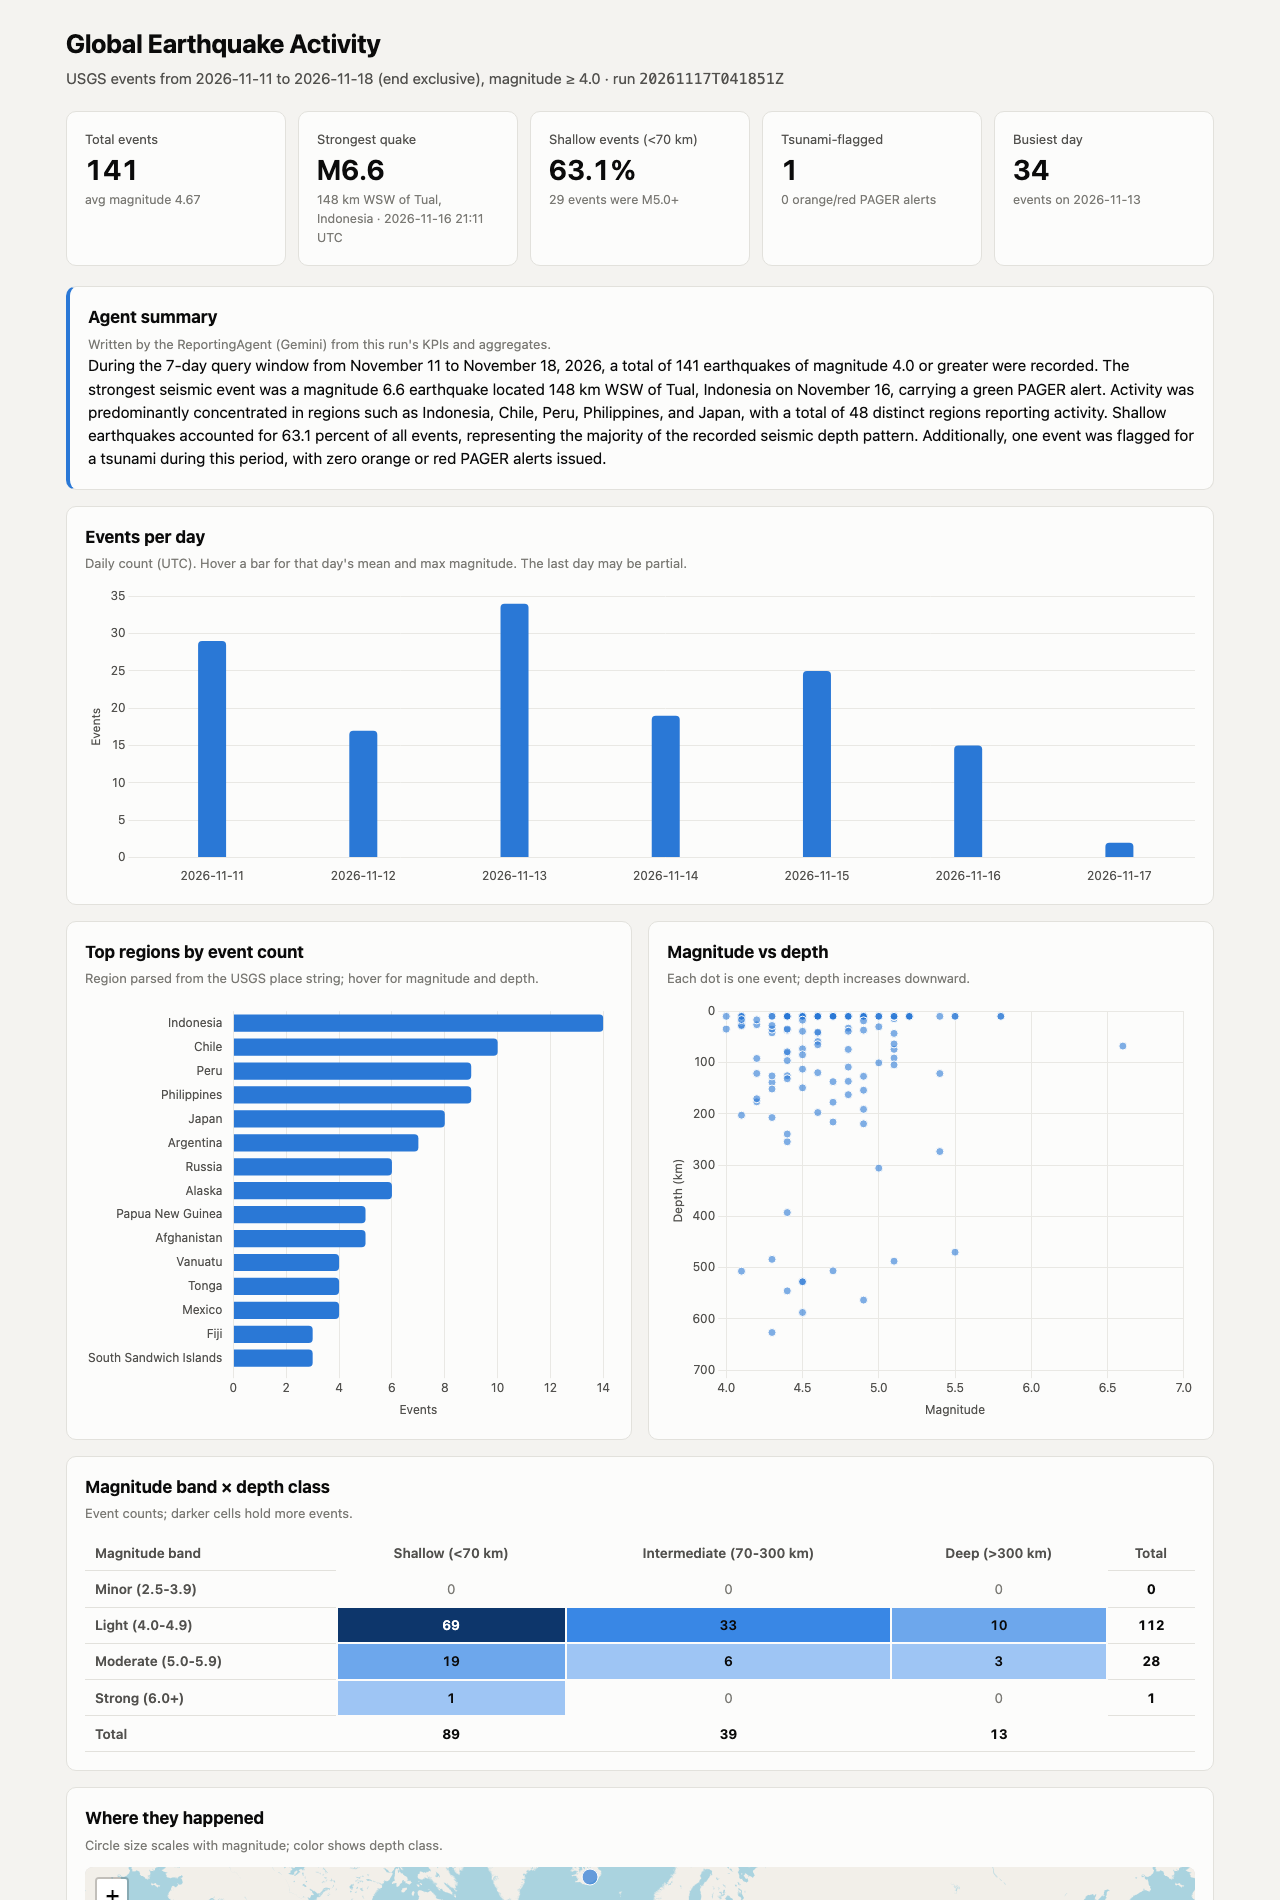 Global Earthquake Activity
USGS events from 2026-11-11 to 2026-11-18 (end exclusive), magnitude ≥ 4.0 · run 20261117T041851Z
Total events
141
avg magnitude 4.67
Strongest quake
M6.6
148 km WSW of Tual,
Indonesia · 2026-11-16 21:11
UTC
Shallow events (<70 km)
63.1%
29 events were M5.0+
Tsunami-flagged
1
0 orange/red PAGER alerts
Busiest day
34
events on 2026-11-13
Agent summary
Written by the ReportingAgent (Gemini) from this run's KPIs and aggregates.
During the 7-day query window from November 11 to November 18, 2026, a total of 141 earthquakes of magnitude 4.0 or greater were recorded. The
strongest seismic event was a magnitude 6.6 earthquake located 148 km WSW of Tual, Indonesia on November 16, carrying a green PAGER alert. Activity was
predominantly concentrated in regions such as Indonesia, Chile, Peru, Philippines, and Japan, with a total of 48 distinct regions reporting activity. Shallow
earthquakes accounted for 63.1 percent of all events, representing the majority of the recorded seismic depth pattern. Additionally, one event was flagged for
a tsunami during this period, with zero orange or red PAGER alerts issued.
Events per day
Daily count (UTC). Hover a bar for that day's mean and max magnitude. The last day may be partial.
35
30
25
20
15
10
5
0
Events
2026-11-11 2026-11-12 2026-11-13 2026-11-14 2026-11-15 2026-11-16 2026-11-17
Top regions by event count
Region parsed from the USGS place string; hover for magnitude and depth.
Indonesia
Chile
Peru
Philippines
Japan
Argentina
Russia
Alaska
Papua New Guinea
Afghanistan
Vanuatu
Tonga
Mexico
Fiji
South Sandwich Islands
0 2 4 6 8 10 12 14
Events
Magnitude vs depth
Each dot is one event; depth increases downward.
0
100
200
300
400
500
600
700
Depth (km)
4.0 4.5 5.0 5.5 6.0 6.5 7.0
Magnitude
Magnitude band × depth class
Event counts; darker cells hold more events.
Magnitude band Shallow (<70 km) Intermediate (70-300 km) Deep (>300 km) Total
Minor (2.5-3.9) 0 0 0 0
Light (4.0-4.9) 69 33 10 112
Moderate (5.0-5.9) 19 6 3 28
Strong (6.0+) 1 0 0 1
Total 89 39 13
Where they happened
Circle size scales with magnitude; color shows depth class.
+